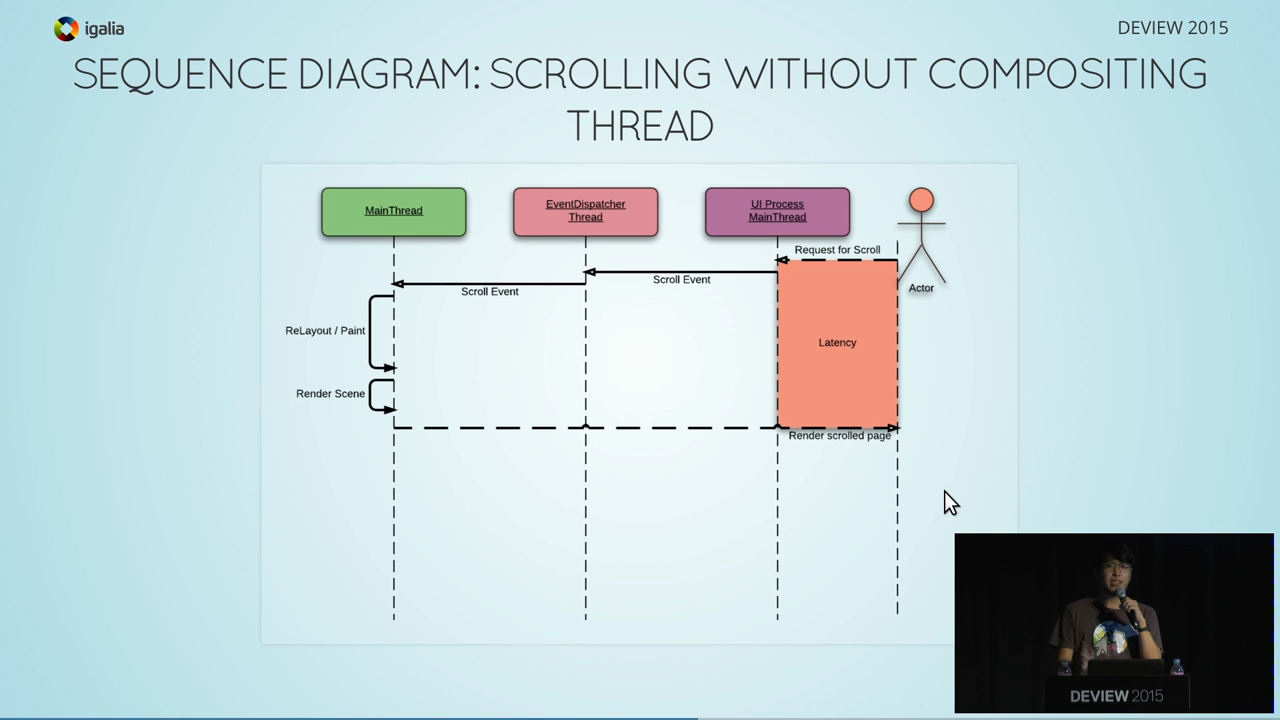 igalia
DEVIEW 2015
SEQUENCE DIAGRAM: SCROLLING WITHOUT COMPOSITING
THREAD
MainThread
EventDispatcher
Thread
UI Process
MainThread
Request for Scroll
Scroll Event
Scroll Event
Actor
ReLayout / Paint
Latency
Render Scene
Render scrolled page
DEVIEW 2015